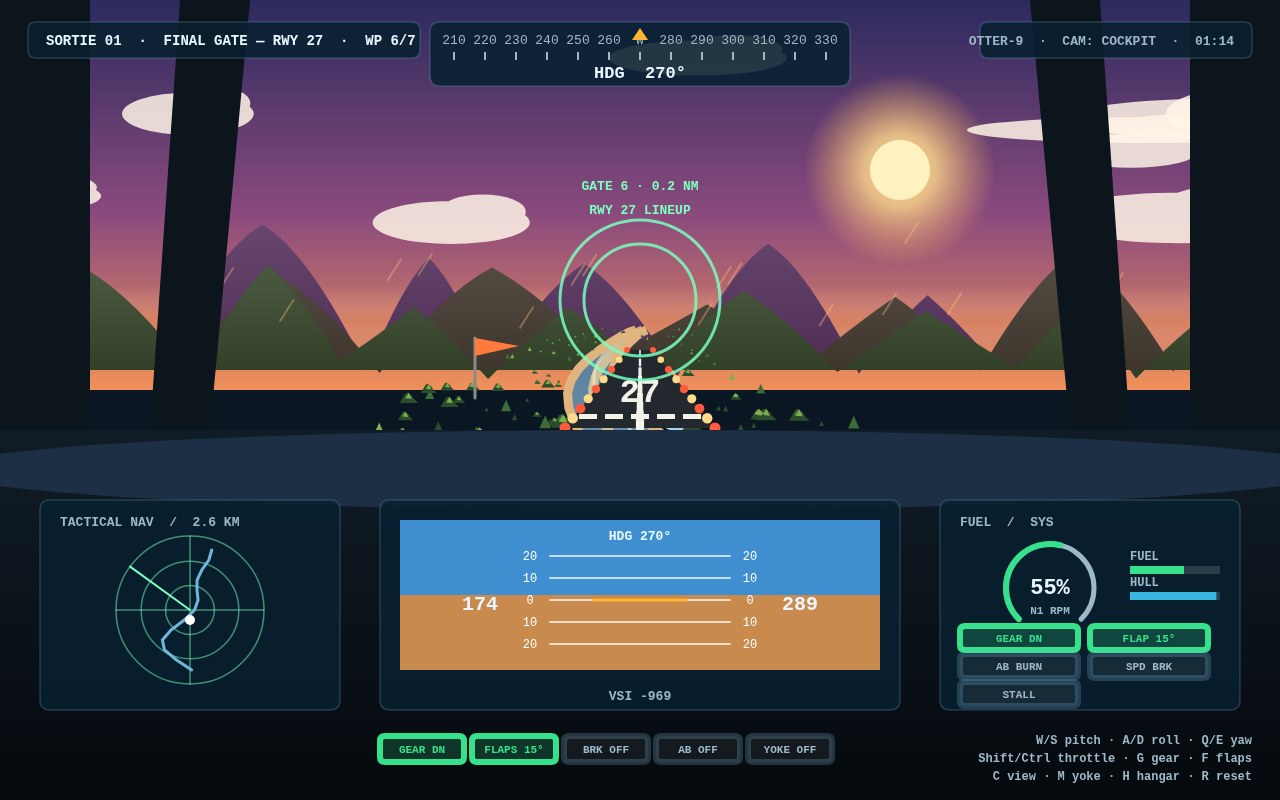 SORTIE 01 · FINAL GATE — RWY 27 · WP 6/7
210 220 230 240 250 260 W 280 290 300 310 320 330
HDG 270°
OTTER-9 · CAM: COCKPIT · 01:14
GATE 6 · 0.2 NM
RWY 27 LINEUP
27
TACTICAL NAV / 2.6 KM
HDG 270°
20 20
10 10
174 0 0 289
10 10
20 20
VSI -969
FUEL / SYS
55%
N1 RPM
FUEL
HULL
GEAR DN FLAP 15°
AB BURN SPD BRK
STALL
GEAR DN FLAPS 15° BRK OFF AB OFF YOKE OFF
W/S pitch · A/D roll · Q/E yaw
Shift/Ctrl throttle · G gear · F flaps
C view · M yoke · H hangar · R reset